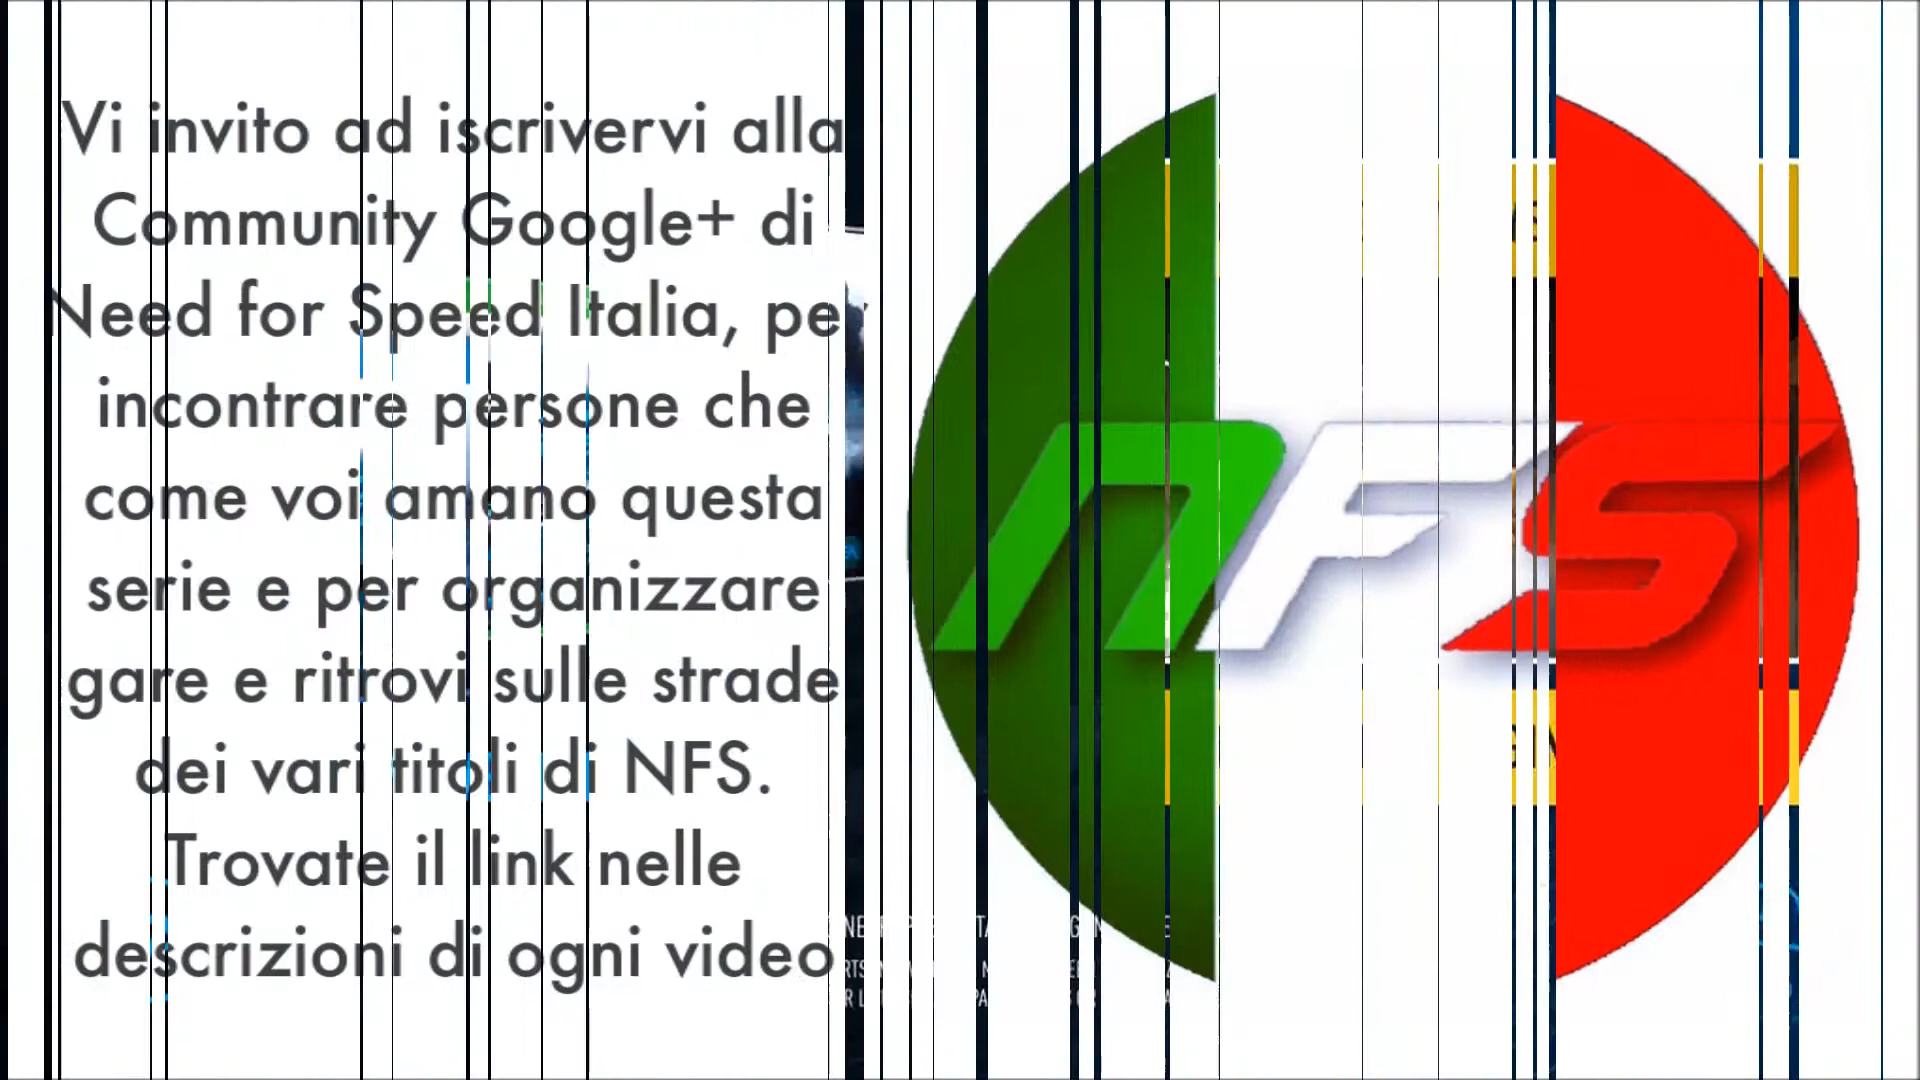 Vi invito ad iscrivervi alla
Community Google+ di
Need for Speed Italia, per
incontrare persone che
come voi amano questa
serie e per organizzare
gare e ritrovi sulle strade
dei vari titoli di NFS.
Trovate il link nelle
descrizioni di ogni video
nFS